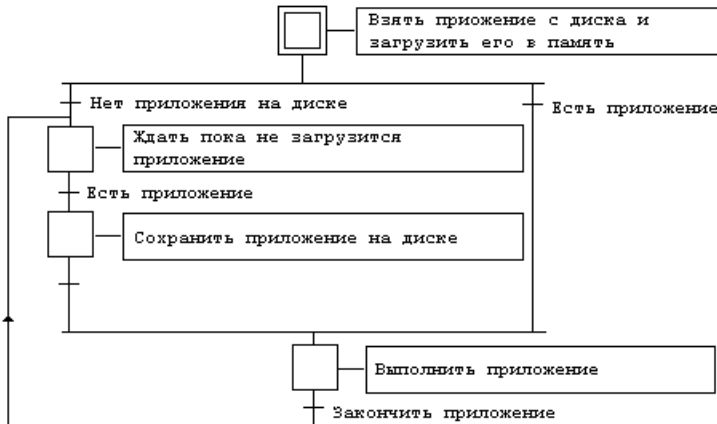 Взять приожение с диска и
загрузить его в память
Нет приложения на диске
Есть приложение
Ждать пока не загрузится
приложение
Есть приложение
Сохранить приложение на диске
Выполнить приложение
Закончить приложение